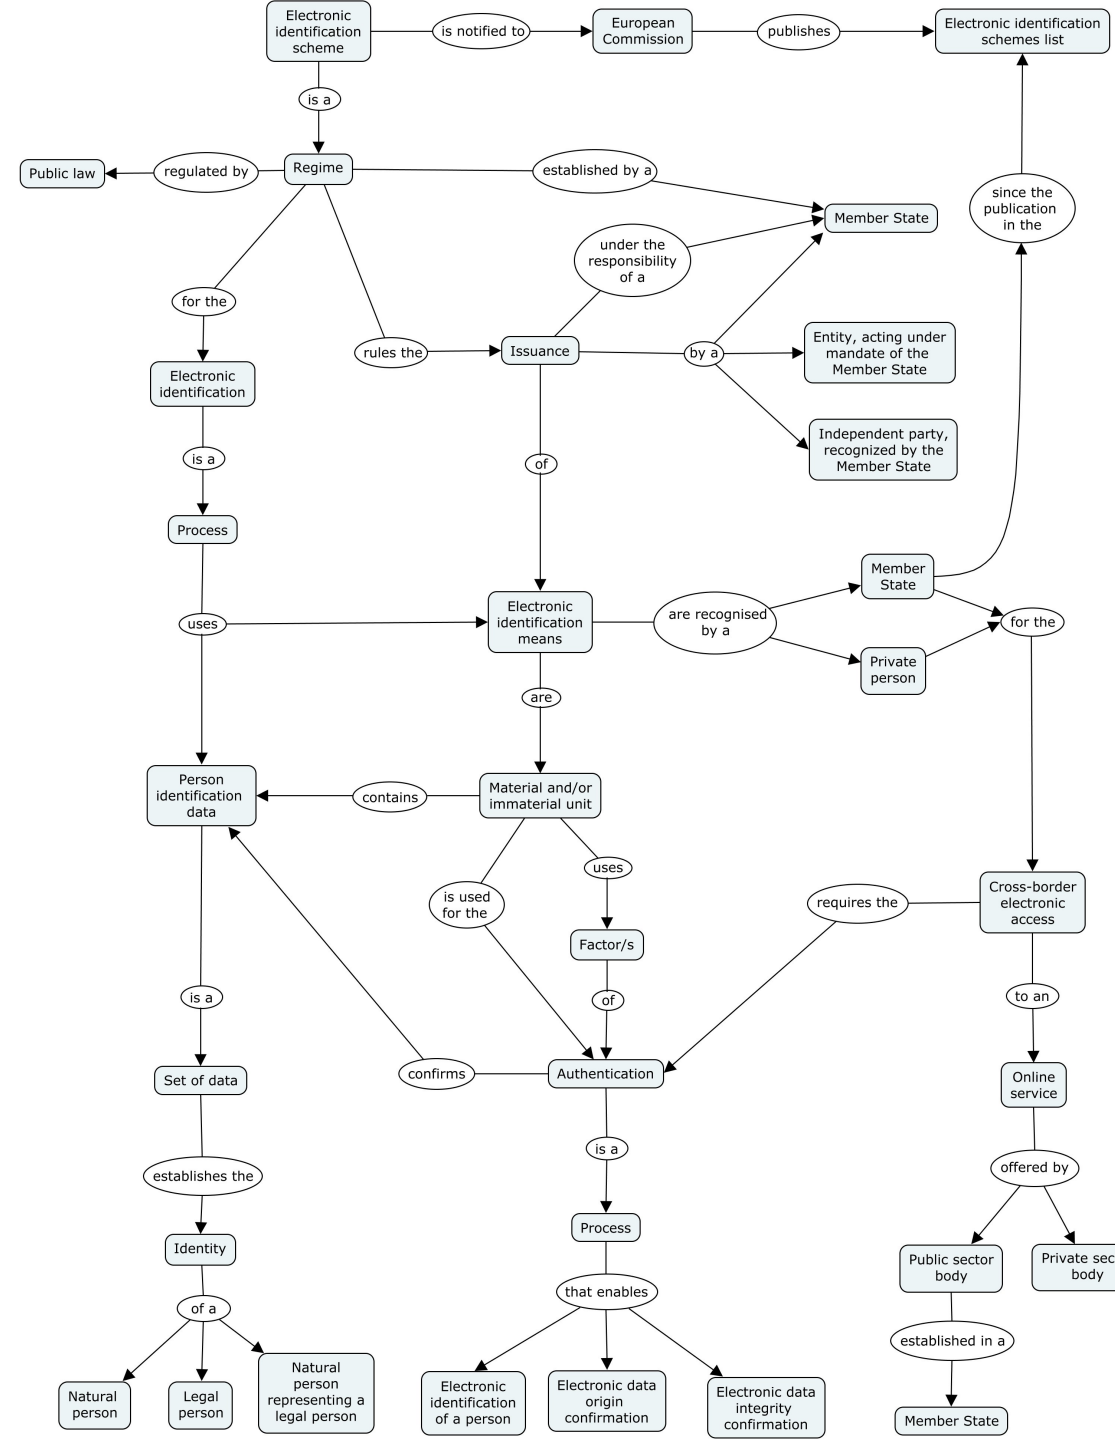 Electronic
identification
scheme
is notified to
European
Commission
publishes
Electronic identification
schemes list
is a
Public law
regulated by
Regime
established by a
Member State
since the
publication
in the
under the
responsibility
of a
for the
rules the
Issuance
by a
Entity, acting under
mandate of the
Member State
Electronic
identification
Independent party,
recognized by the
Member State
is a
of
Process
Member
State
uses
Electronic
identification
means
are recognised
by a
for the
Private
person
are
Person
identification
data
contains
Material and/or
immaterial unit
uses
is used
for the
requires the
Cross-border
electronic
access
Factor/s
is a
of
to an
Set of data
confirms
Authentication
Online
service
is a
establishes the
offered by
Process
Identity
Public sector
body
Private sec
body
that enables
of a
established in a
Natural
person
Legal
person
Natural
person
representing a
legal person
Electronic
identification
of a person
Electronic data
origin
confirmation
Electronic data
integrity
confirmation
Member State